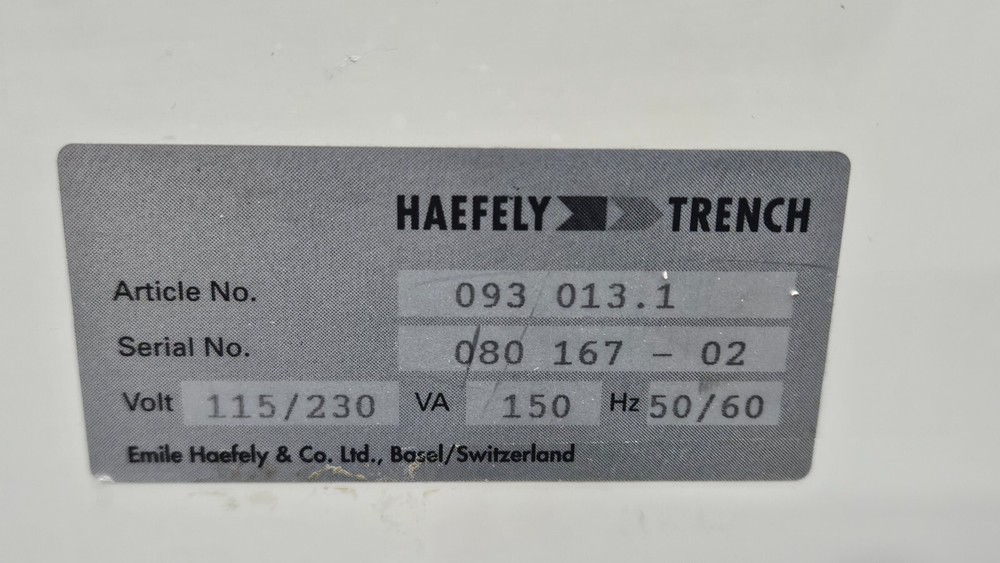 HAEFELY TRENCH
Article No. 093 013.1
Serial No. 080 167 – 02
Volt 115/230 VA 150 Hz 50/60
Emile Haefely & Co. Ltd., Basel/Switzerland